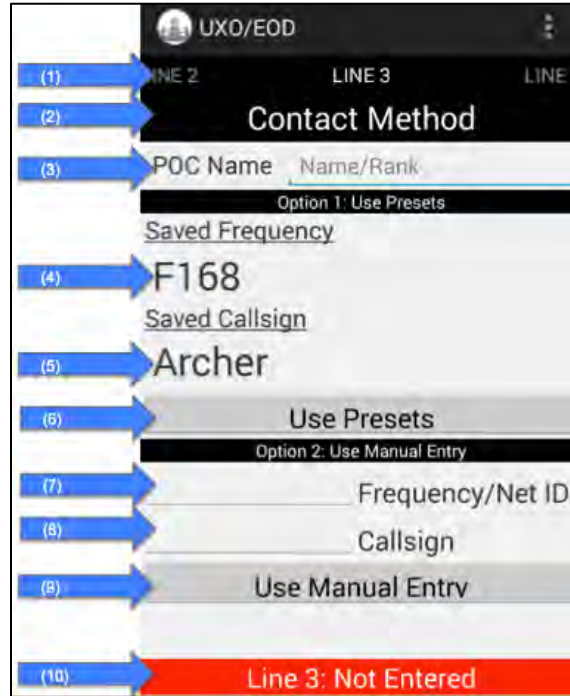 UXO/EOD
(1) INE 2 LINE 3 LINE
(2) Contact Method
(3) POC Name Name/Rank
Option 1: Use Presets
Saved Frequency
(4) F168
Saved Callsign
(5) Archer
(6) Use Presets
Option 2: Use Manual Entry
(7) Frequency/Net ID
(8) Callsign
(9) Use Manual Entry
(10) Line 3: Not Entered